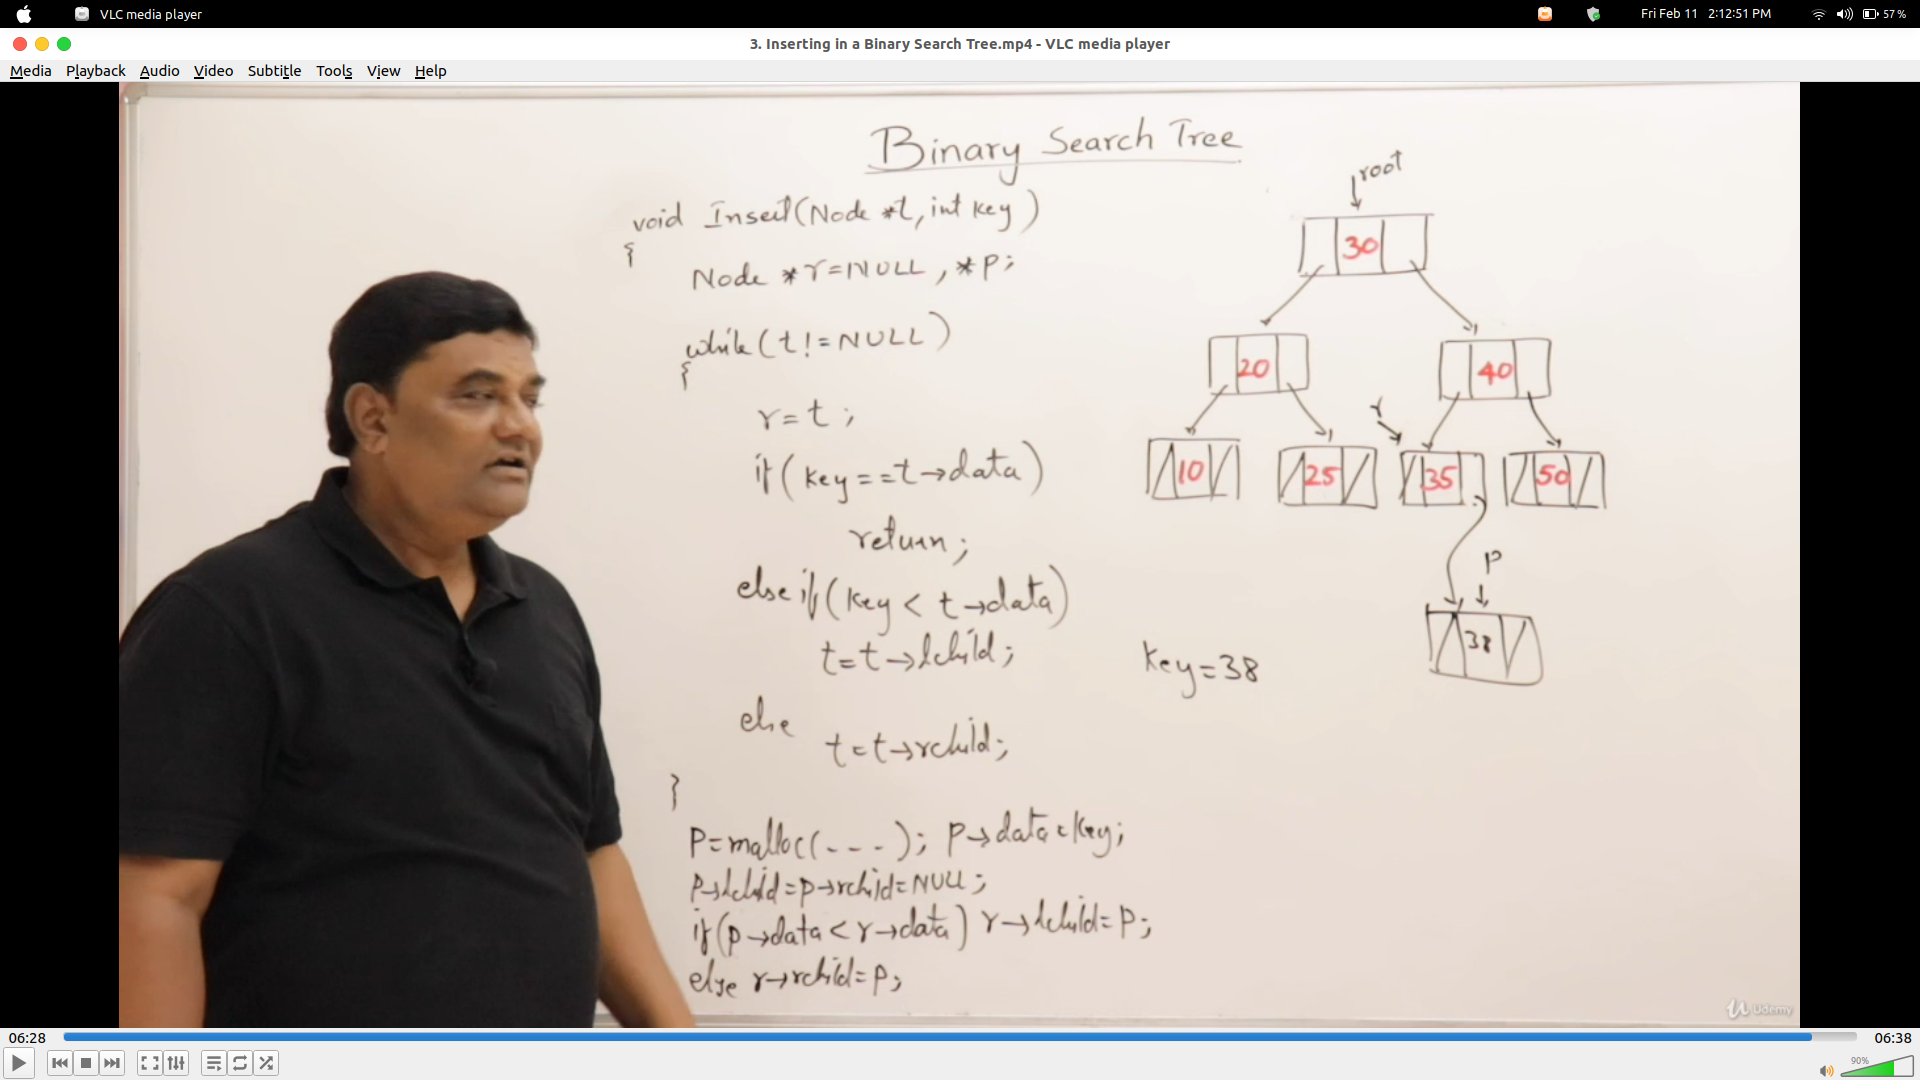 VLC media player
Fri Feb 11 2:12:51 PM
57 %
3. Inserting in a Binary Search Tree.mp4 - VLC media player
Media Playback Audio Video Subtitle Tools View Help
Binary Search Tree
void Insert(Node *t, int key)
{
Node *r=NULL, *p;
while(t!=NULL)
{
r=t;
if(key==t→data)
return;
else if(key < t→data)
t=t→lchild;
else
t=t→rchild;
}
P=malloc(---); p→data=key;
p→lchild=p→rchild=NULL;
if(p→data < r→data) r→lchild=p;
else r→rchild=p;
root
30
20
40
r
10
25
35
50
p
38
key=38
Udemy
06:28
06:38
90%